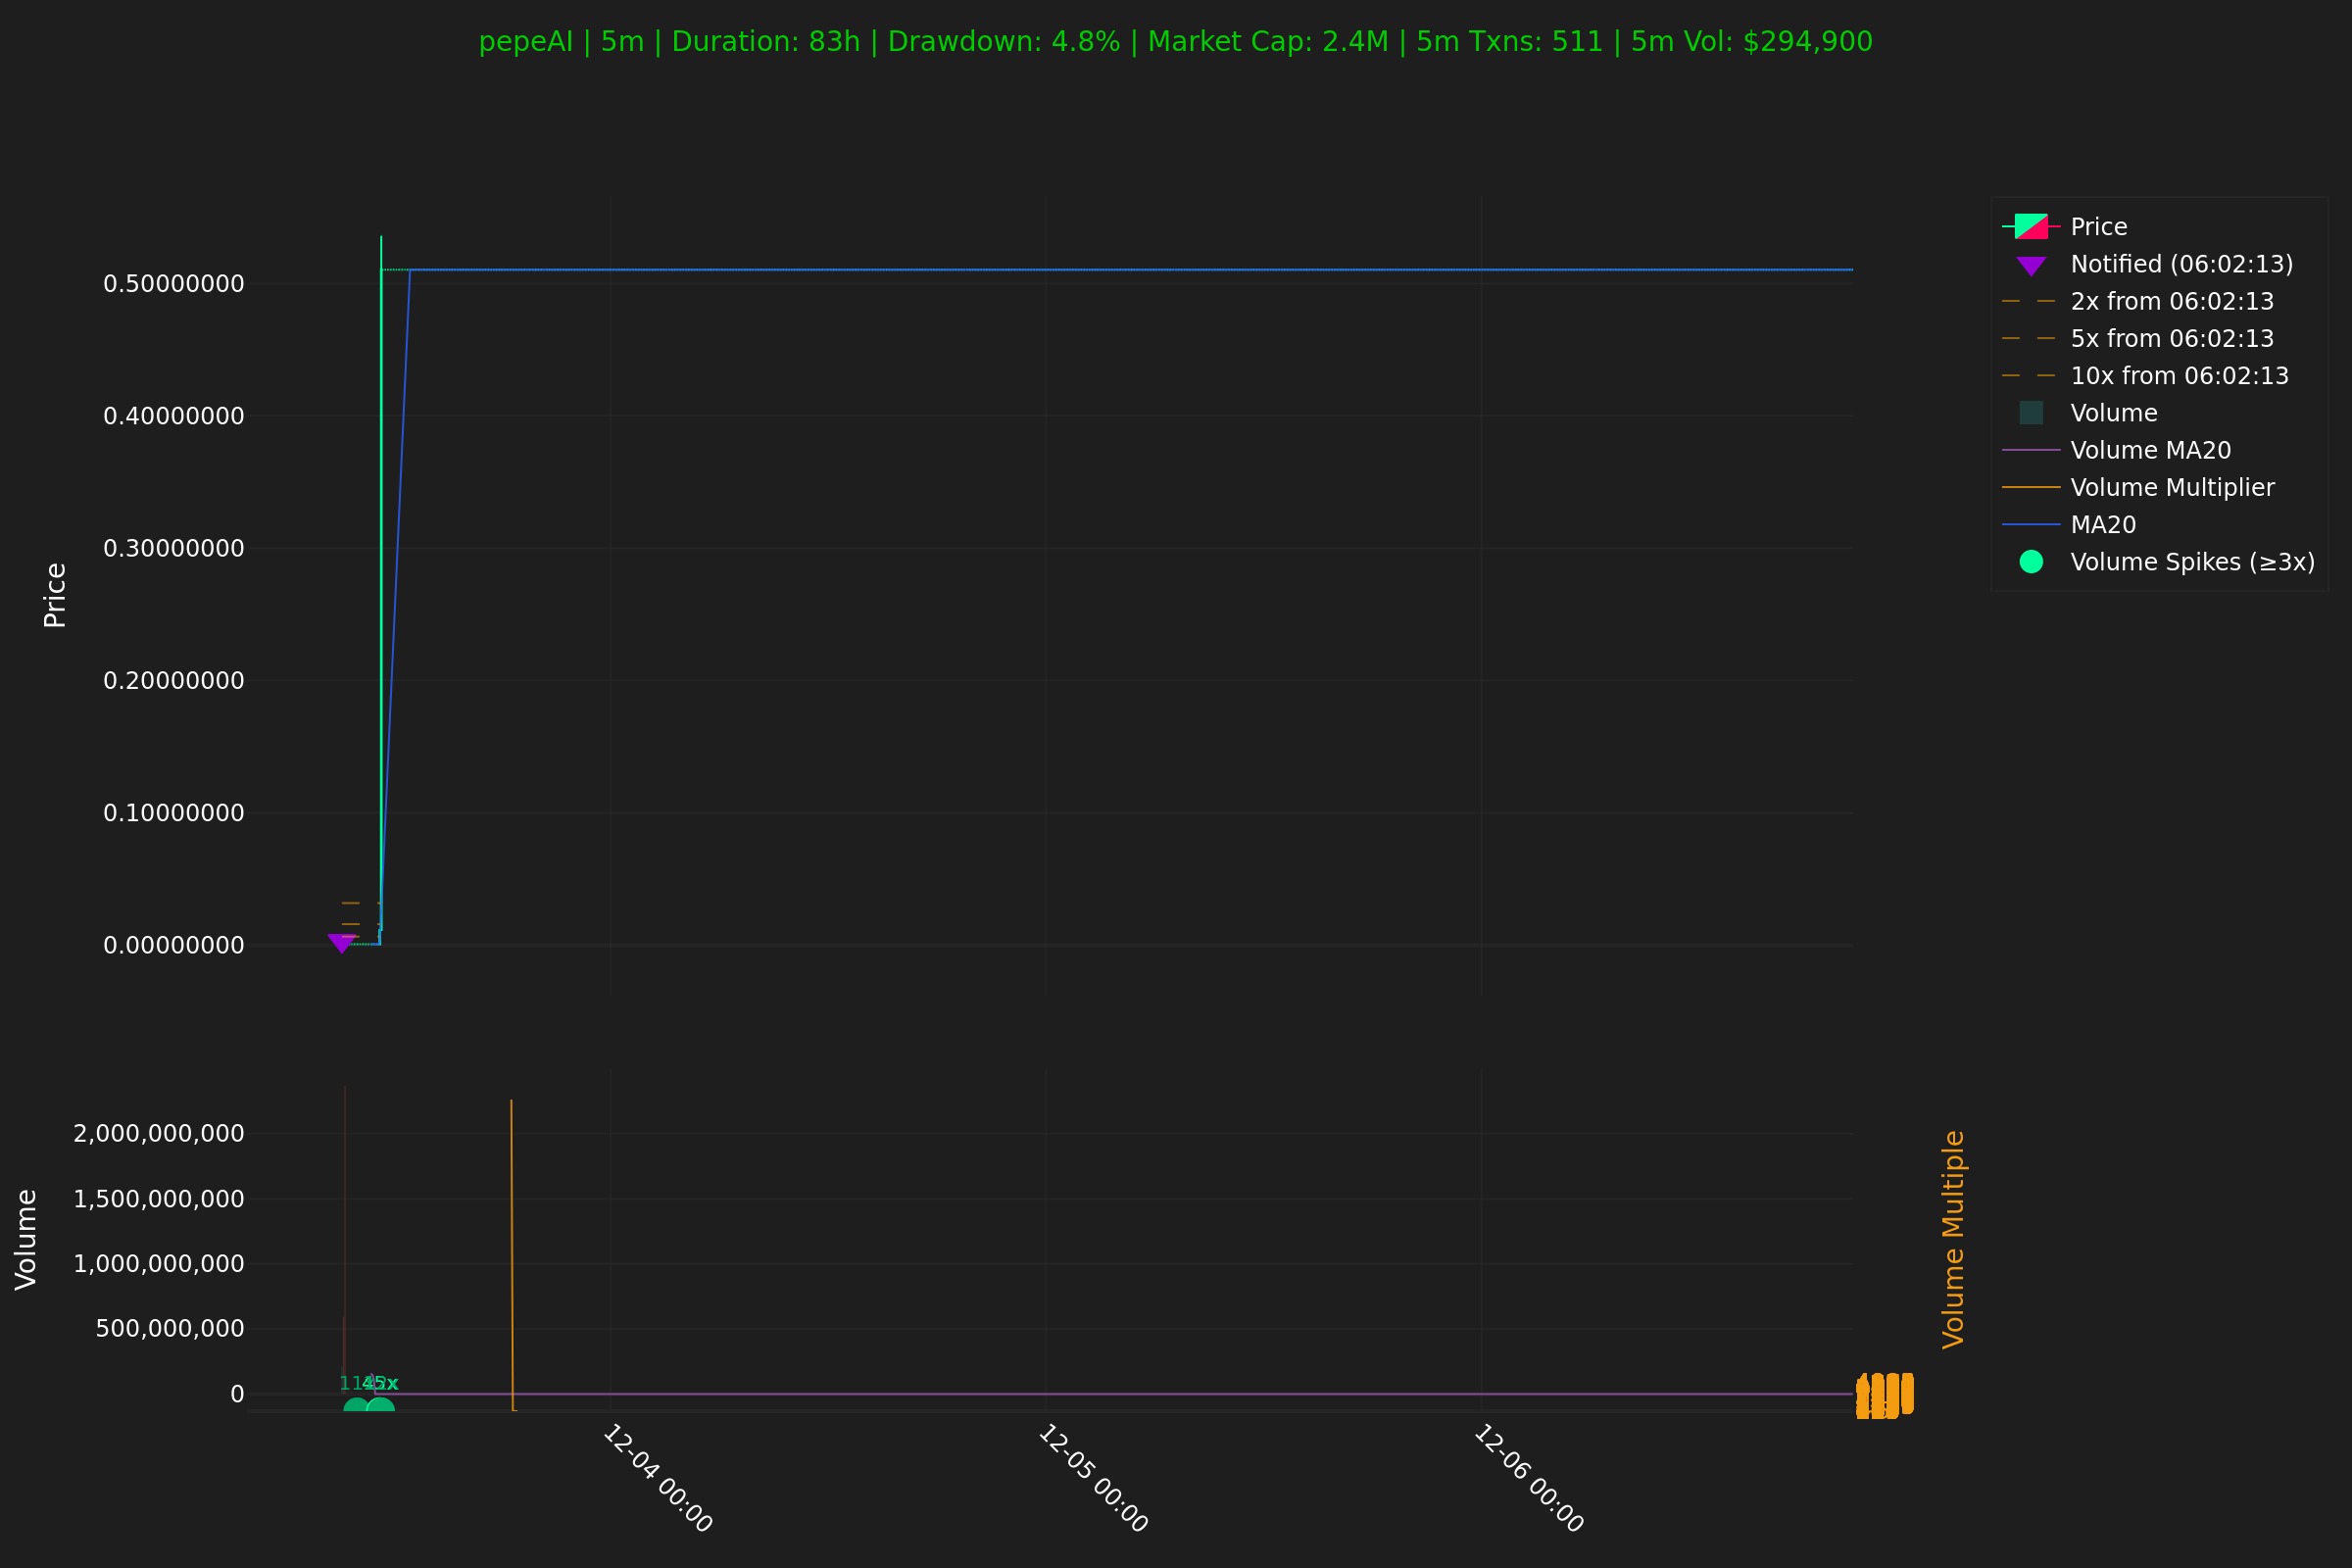 pepeAI | 5m | Duration: 83h | Drawdown: 4.8% | Market Cap: 2.4M | 5m Txns: 511 | 5m Vol: $294,900
Price
0.50000000
0.40000000
0.30000000
0.20000000
0.10000000
0.00000000
Price
Notified (06:02:13)
2x from 06:02:13
5x from 06:02:13
10x from 06:02:13
Volume
Volume MA20
Volume Multiplier
MA20
Volume Spikes (≥3x)
Volume
2,000,000,000
1,500,000,000
1,000,000,000
500,000,000
0
Volume Multiple
12-04 00:00
12-05 00:00
12-06 00:00